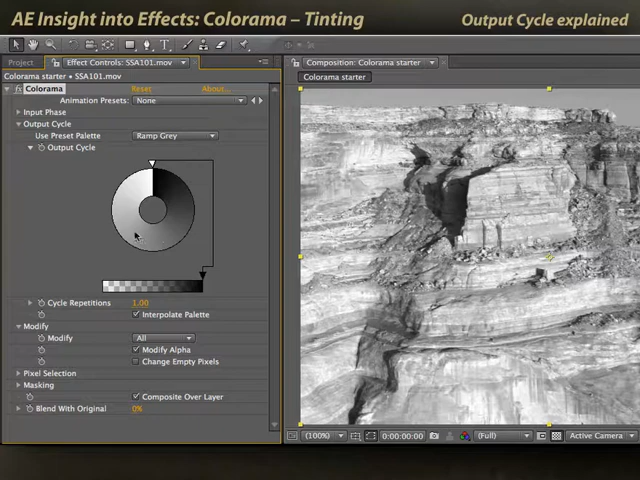 AE Insight into Effects: Colorama – Tinting
Output Cycle explained
Project
Effect Controls: SSA101.mov
Composition: Colorama starter
Colorama starter • SSA101.mov
Colorama starter
fx Colorama
Reset
About...
Animation Presets: None
Input Phase
Output Cycle
Use Preset Palette
Ramp Grey
Output Cycle
Cycle Repetitions
1.00
Interpolate Palette
Modify
Modify
All
Modify Alpha
Change Empty Pixels
Pixel Selection
Masking
Composite Over Layer
Blend With Original
0%
(100%)
0:00:00:00
(Full)
Active Camera